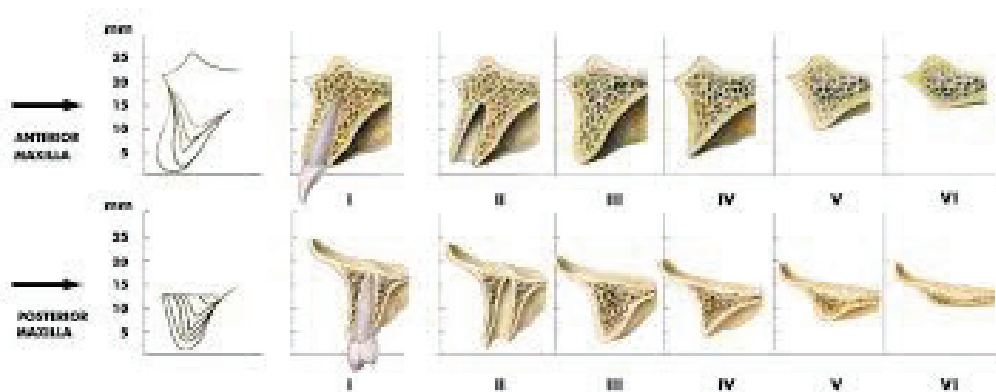 mm
25
20
15
10
5
ANTERIOR
MAXILLA
I II III IV V VI
mm
25
20
15
10
5
POSTERIOR
MAXILLA
I II III IV V VI